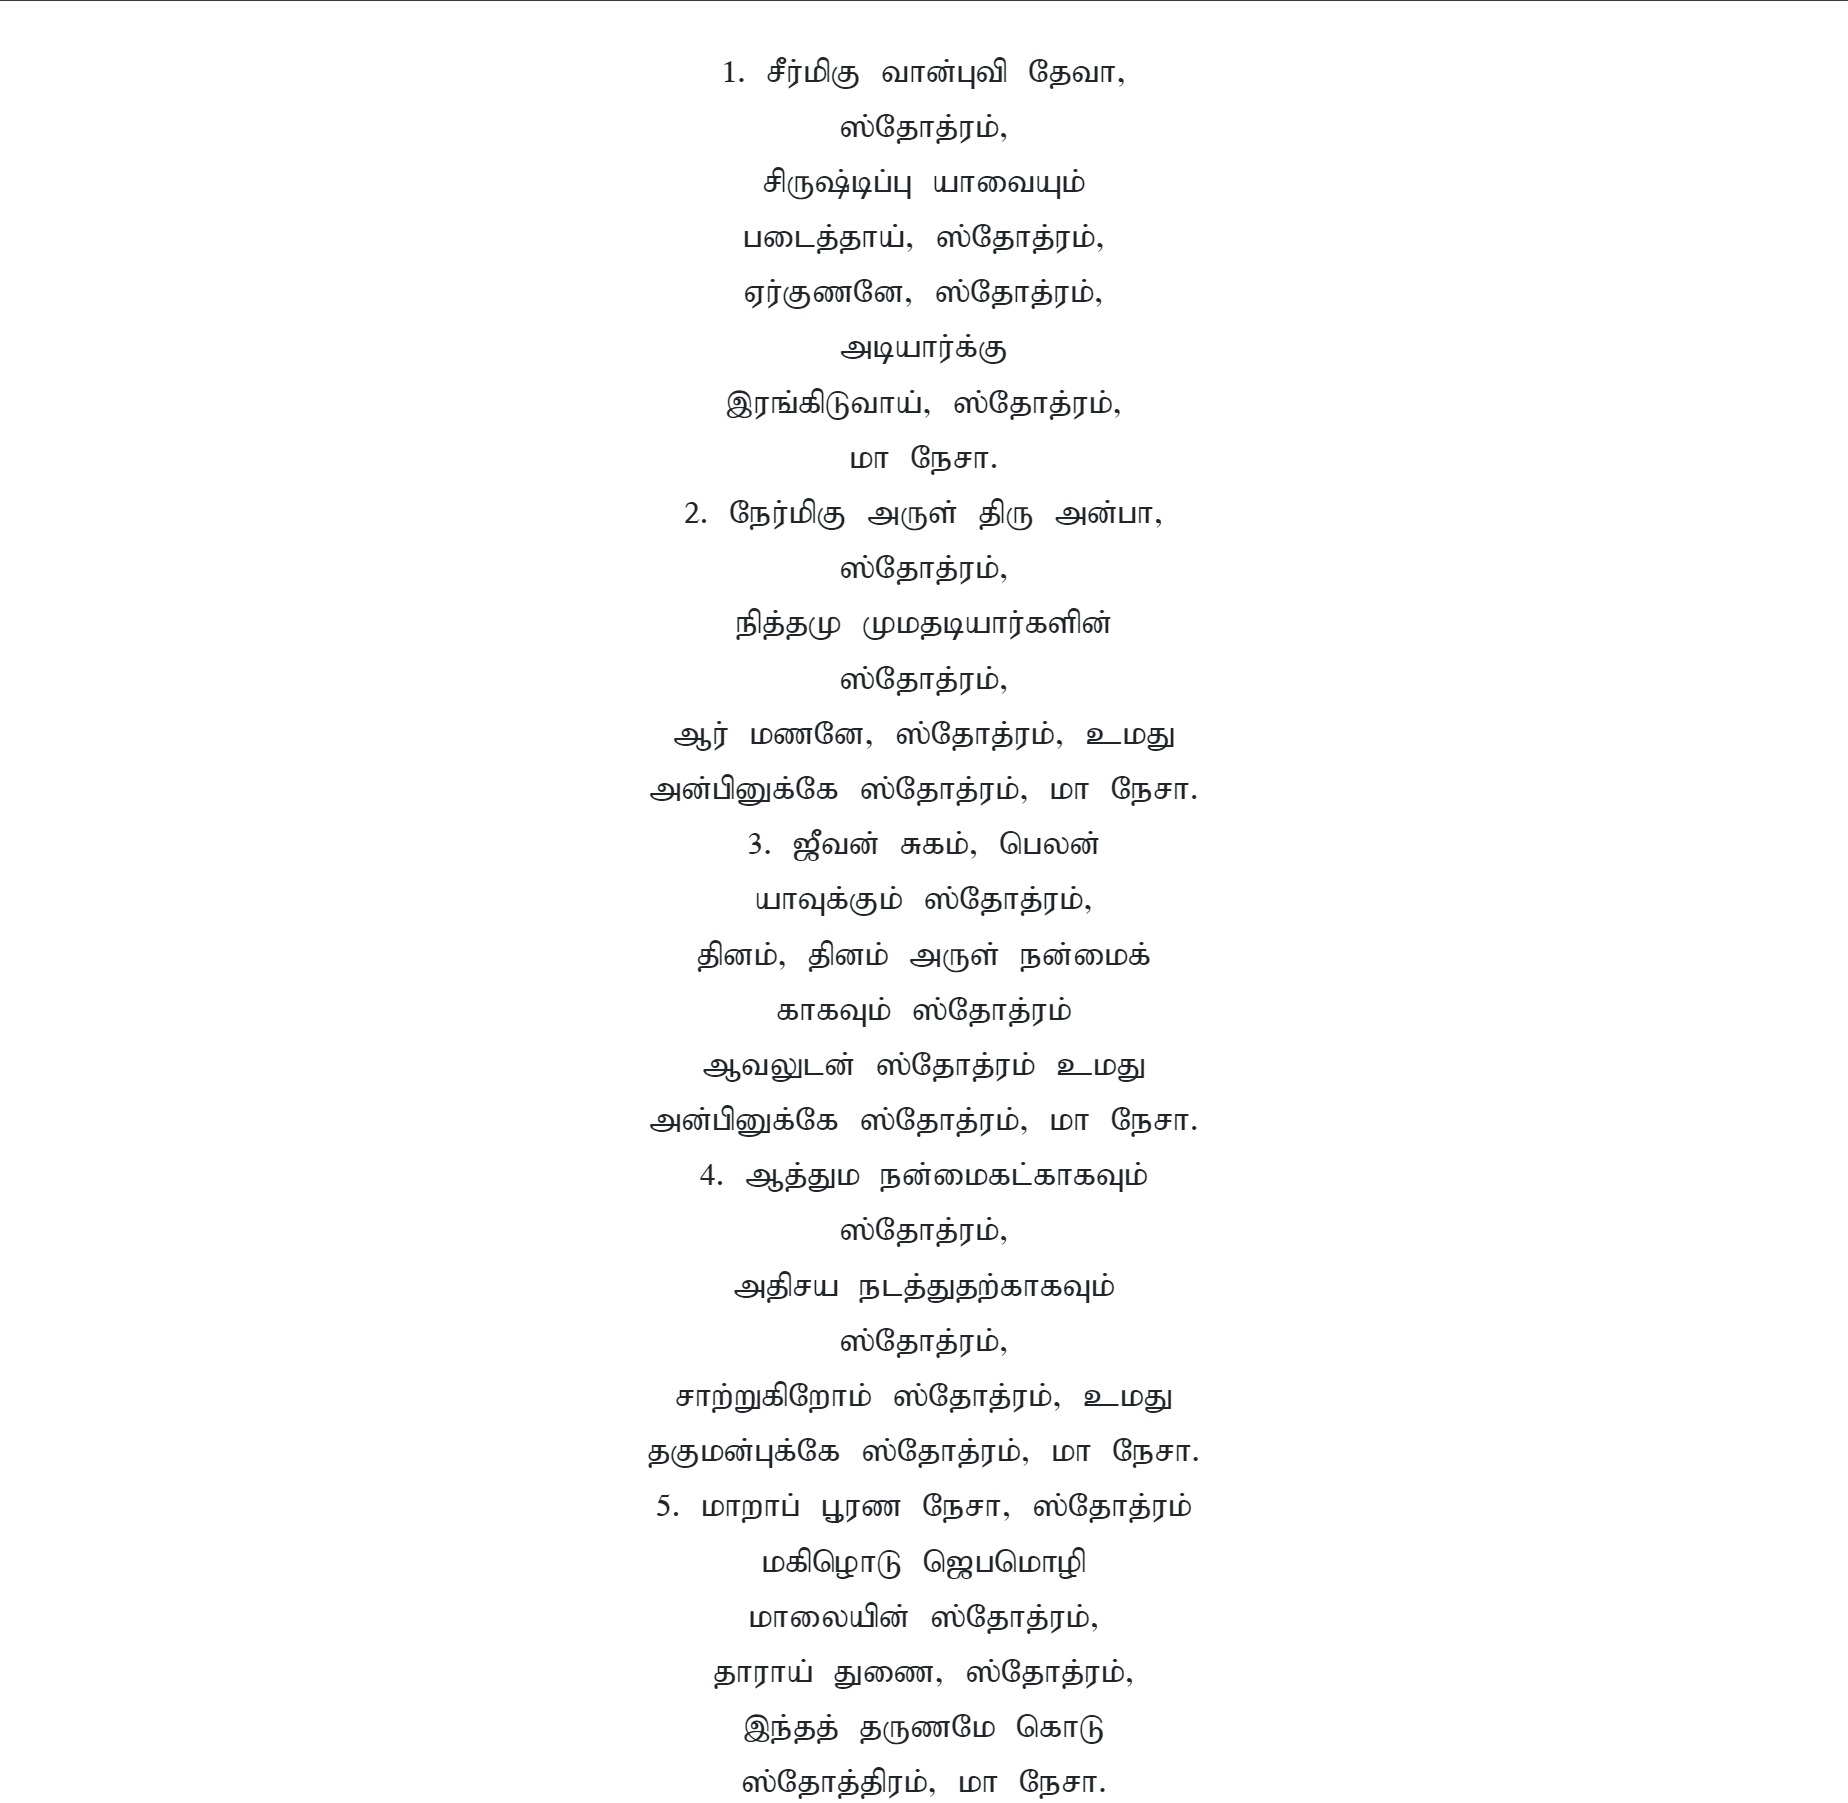 1. சீர்மிகு வான்புவி தேவா,
ஸ்தோத்ரம்,
சிருஷ்டிப்பு யாவையும்
படைத்தாய், ஸ்தோத்ரம்,
ஏர்குணனே, ஸ்தோத்ரம்,
அடியார்க்கு
இரங்கிடுவாய், ஸ்தோத்ரம்,
மா நேசா.
2. நேர்மிகு அருள் திரு அன்பா,
ஸ்தோத்ரம்,
நித்தமு முமதடியார்களின்
ஸ்தோத்ரம்,
ஆர் மணனே, ஸ்தோத்ரம், உமது
அன்பினுக்கே ஸ்தோத்ரம், மா நேசா.
3. ஜீவன் சுகம், பெலன்
யாவுக்கும் ஸ்தோத்ரம்,
தினம், தினம் அருள் நன்மைக்
காகவும் ஸ்தோத்ரம்
ஆவலுடன் ஸ்தோத்ரம் உமது
அன்பினுக்கே ஸ்தோத்ரம், மா நேசா.
4. ஆத்தும நன்மைகட்காகவும்
ஸ்தோத்ரம்,
அதிசய நடத்துதற்காகவும்
ஸ்தோத்ரம்,
சாற்றுகிறோம் ஸ்தோத்ரம், உமது
தகுமன்புக்கே ஸ்தோத்ரம், மா நேசா.
5. மாறாப் பூரண நேசா, ஸ்தோத்ரம்
மகிழொடு ஜெபமொழி
மாலையின் ஸ்தோத்ரம்,
தாராய் துணை, ஸ்தோத்ரம்,
இந்தத் தருணமே கொடு
ஸ்தோத்திரம், மா நேசா.